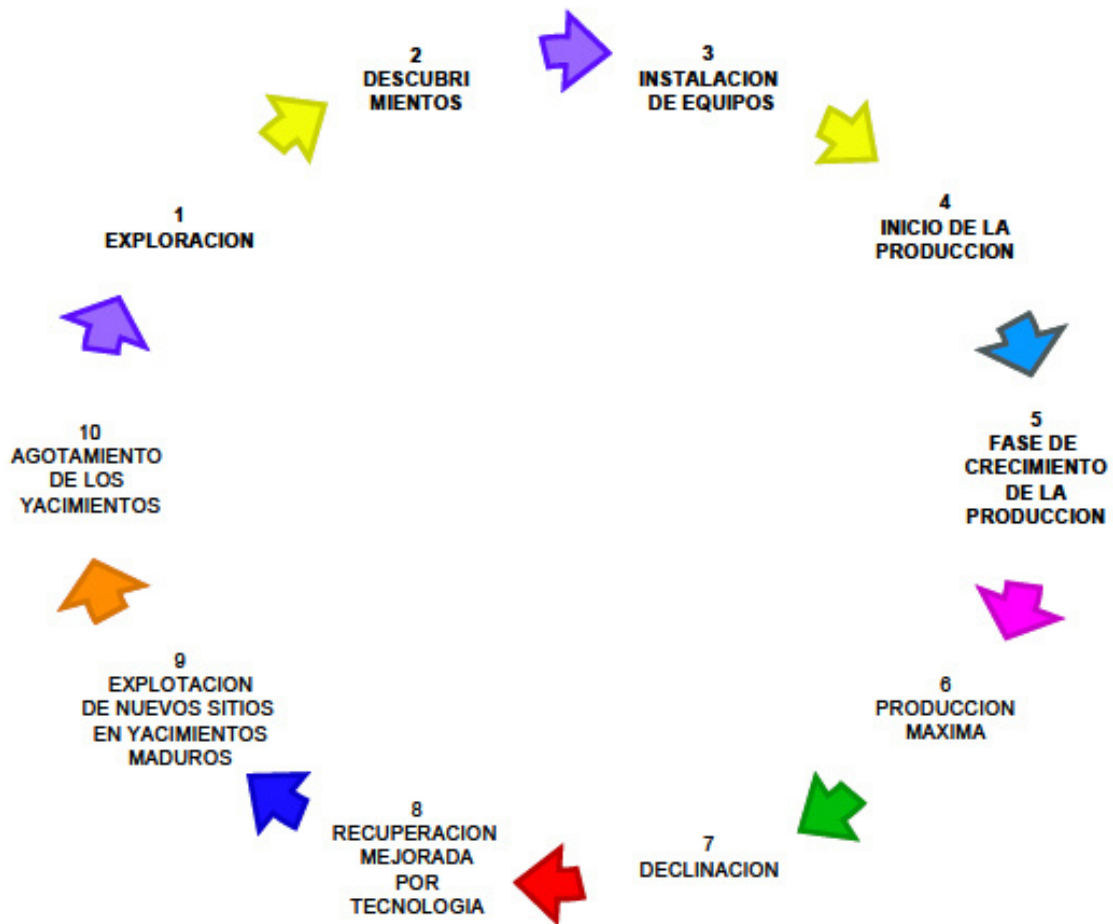 1
EXPLORACION
2
DESCUBRI
MIENTOS
3
INSTALACION
DE EQUIPOS
4
INICIO DE LA
PRODUCCION
5
FASE DE
CRECIMIENTO
DE LA
PRODUCCION
6
PRODUCCION
MAXIMA
7
DECLINACION
8
RECUPERACION
MEJORADA
POR
TECNOLOGIA
9
EXPLOTACION
DE NUEVOS SITIOS
EN YACIMIENTOS
MADUROS
10
AGOTAMIENTO
DE LOS
YACIMIENTOS